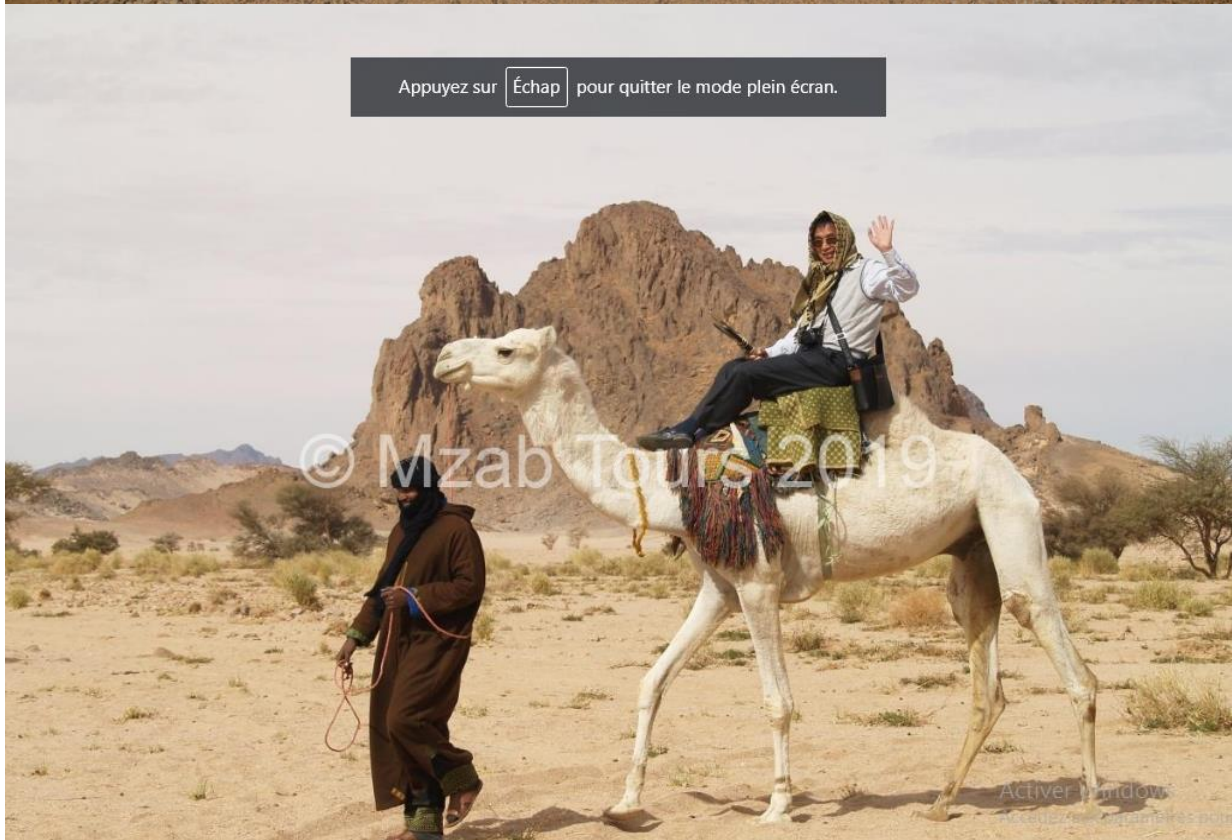 Appuyez sur Échap pour quitter le mode plein écran.
© Mzab Tours 2019
Activer Windows